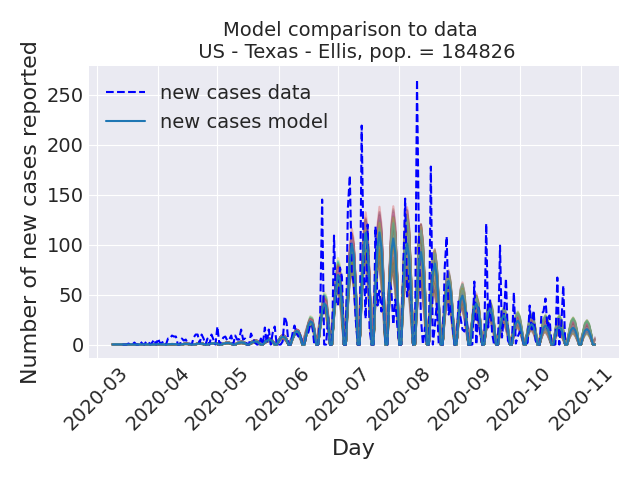 Model comparison to data
US - Texas - Ellis, pop. = 184826
Number of new cases reported
250
200
150
100
50
0
new cases data
new cases model
2020-03
2020-04
2020-05
2020-06
2020-07
2020-08
2020-09
2020-10
2020-11
Day